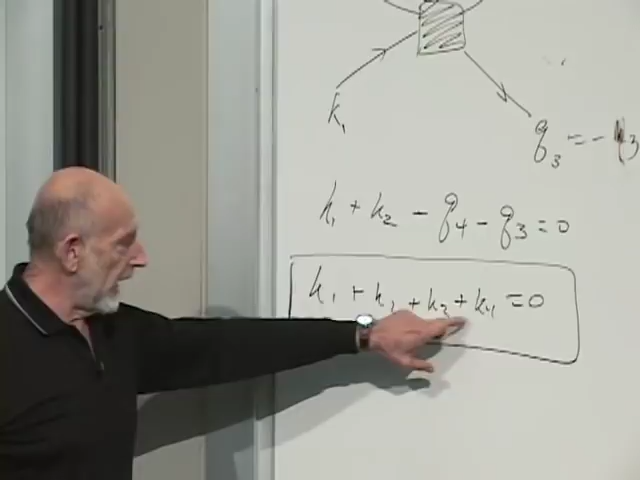 k₁
q₃ = - k₃
k₁ + k₂ - q₄ - q₃ = 0
k₁ + k₂ + k₃ + k₄ = 0